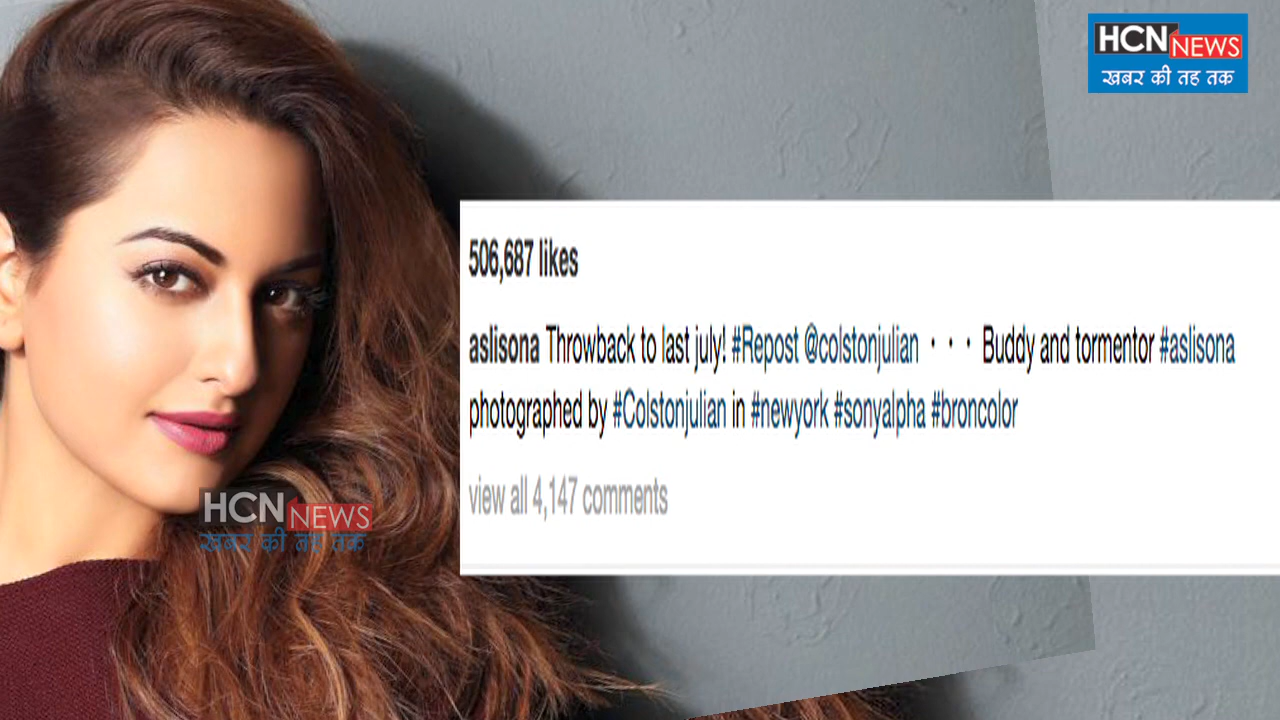 HCN NEWS
खबर की तह तक
506,687 likes
aslisona Throwback to last july! #Repost @colstonjulian ・・・ Buddy and tormentor #aslisona
photographed by #Colstonjulian in #newyork #sonyalpha #broncolor
view all 4,147 comments
HCN NEWS
खबर की तह तक